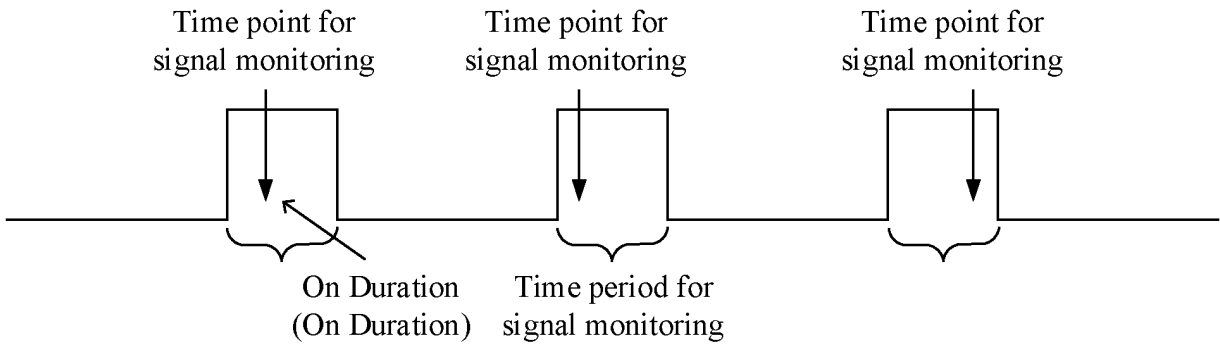 Time point for
signal monitoring
Time point for
signal monitoring
Time point for
signal monitoring
On Duration
(On Duration)
Time period for
signal monitoring